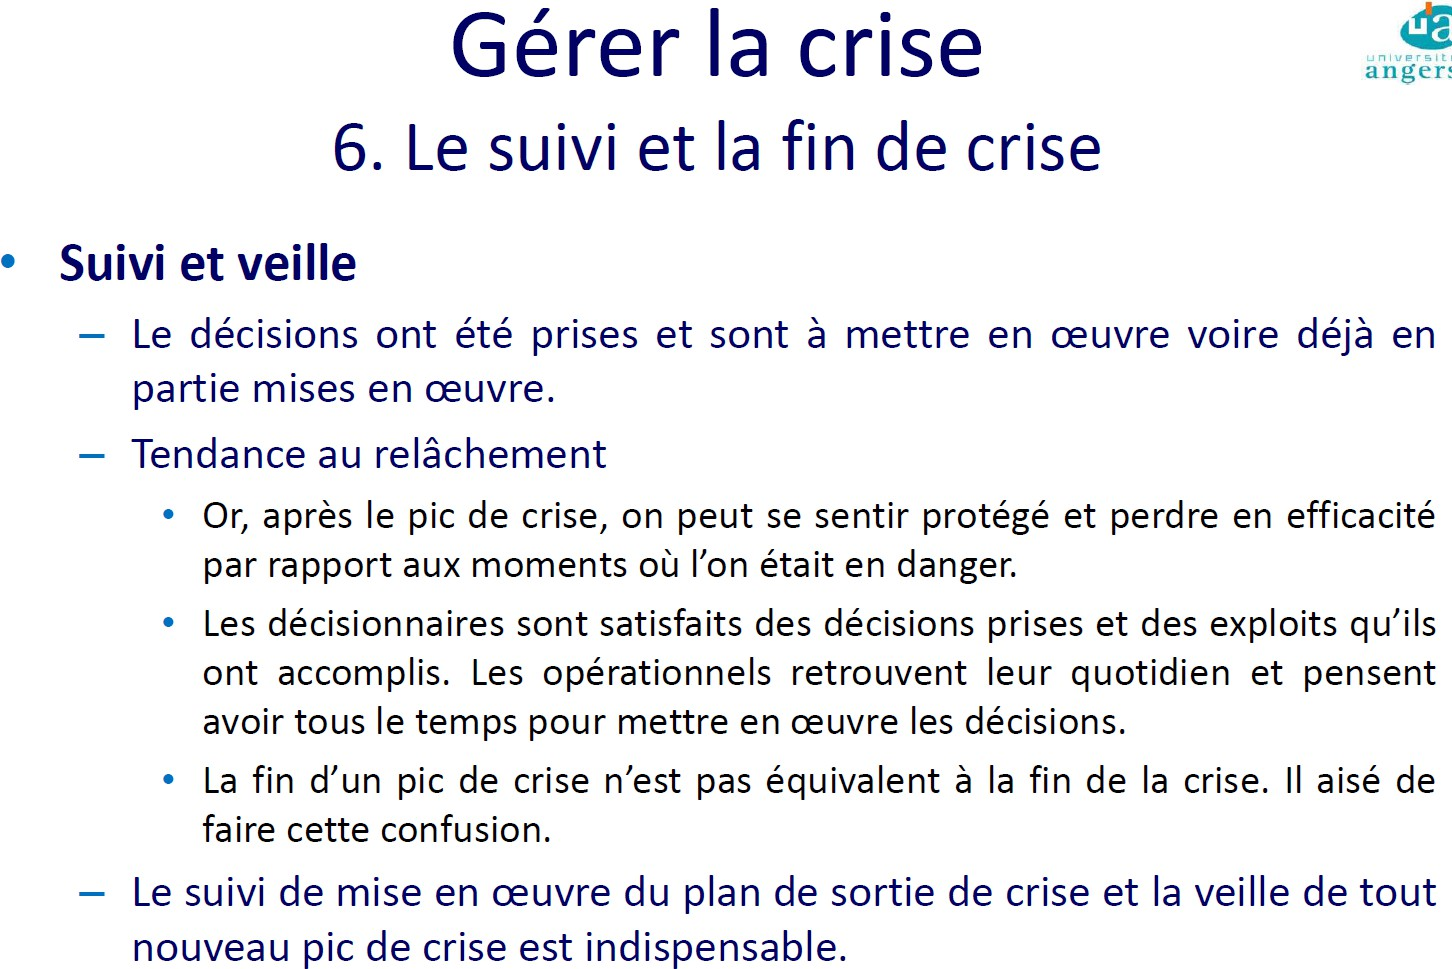 Gérer la crise
ua
université
angers
6. Le suivi et la fin de crise
• Suivi et veille
– Le décisions ont été prises et sont à mettre en œuvre voire déjà en
partie mises en œuvre.
– Tendance au relâchement
• Or, après le pic de crise, on peut se sentir protégé et perdre en efficacité
par rapport aux moments où l’on était en danger.
• Les décisionnaires sont satisfaits des décisions prises et des exploits qu’ils
ont accomplis. Les opérationnels retrouvent leur quotidien et pensent
avoir tous le temps pour mettre en œuvre les décisions.
• La fin d’un pic de crise n’est pas équivalent à la fin de la crise. Il aisé de
faire cette confusion.
– Le suivi de mise en œuvre du plan de sortie de crise et la veille de tout
nouveau pic de crise est indispensable.